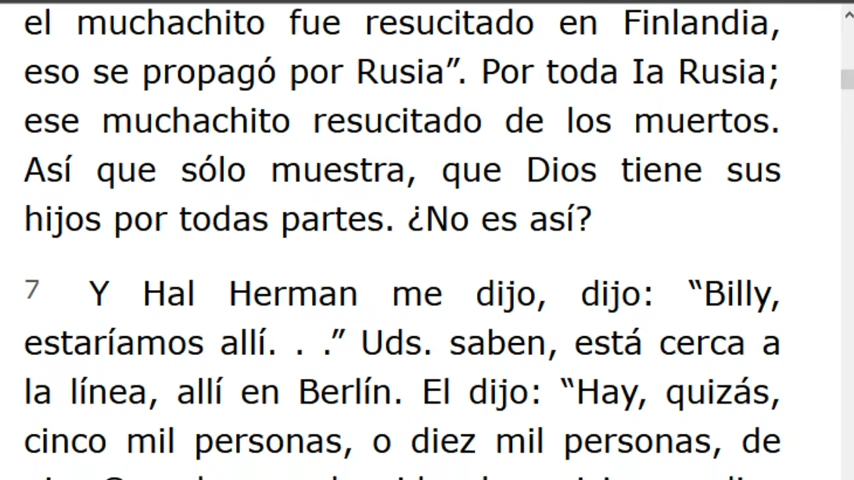 el muchachito fue resucitado en Finlandia,
eso se propagó por Rusia”. Por toda Ia Rusia;
ese muchachito resucitado de los muertos.
Así que sólo muestra, que Dios tiene sus
hijos por todas partes. ¿No es así?
7 Y Hal Herman me dijo, dijo: “Billy,
estaríamos allí. . .” Uds. saben, está cerca a
la línea, allí en Berlín. El dijo: “Hay, quizás,
cinco mil personas, o diez mil personas, de